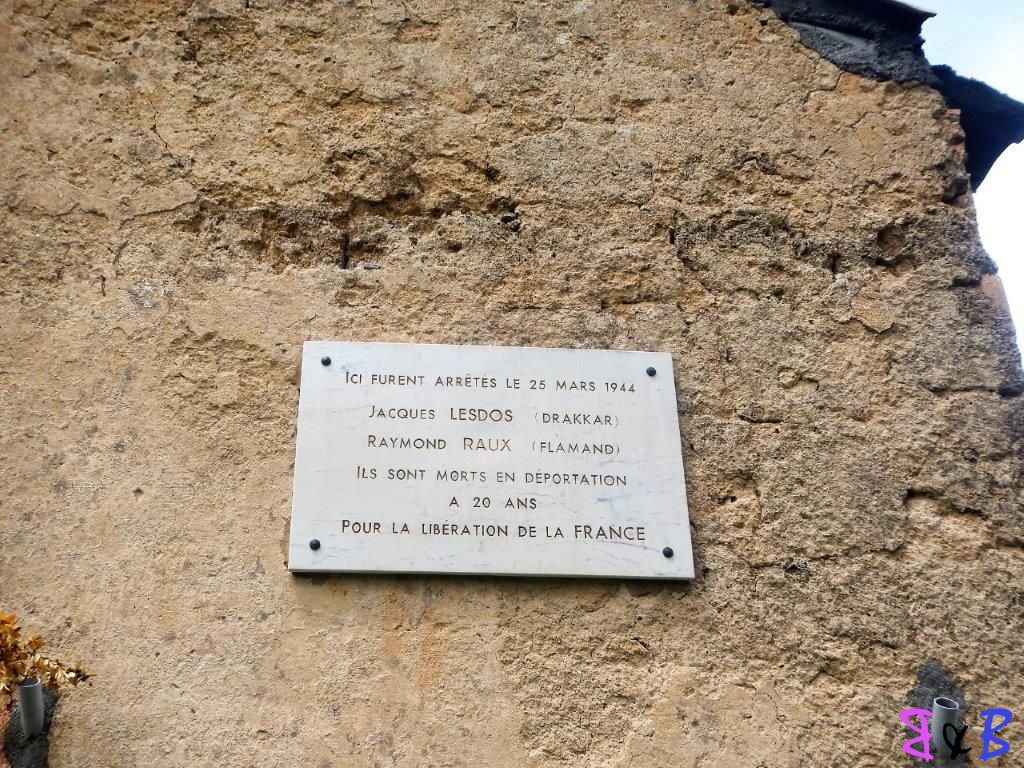 ICI FURENT ARRÊTÉS LE 25 MARS 1944
JACQUES LESDOS (DRAKKAR)
RAYMOND RAUX (FLAMAND)
ILS SONT MORTS EN DÉPORTATION
A 20 ANS
POUR LA LIBÉRATION DE LA FRANCE
B & B